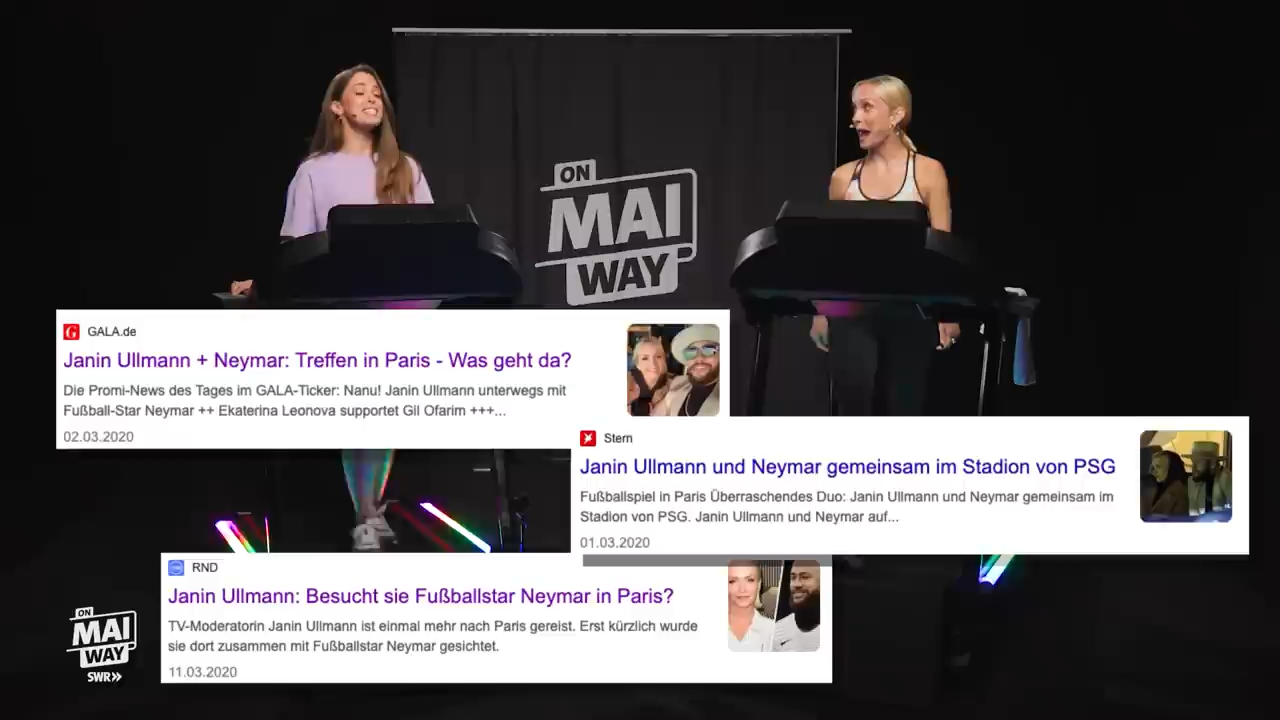 ON
MAI
WAY
GALA.de
Janin Ullmann + Neymar: Treffen in Paris - Was geht da?
Die Promi-News des Tages im GALA-Ticker: Nanu! Janin Ullmann unterwegs mit
Fußball-Star Neymar ++ Ekaterina Leonova supportet Gil Ofarim +++...
02.03.2020
Stern
Janin Ullmann und Neymar gemeinsam im Stadion von PSG
Fußballspiel in Paris Überraschendes Duo: Janin Ullmann und Neymar gemeinsam im
Stadion von PSG. Janin Ullmann und Neymar auf...
01.03.2020
RND
Janin Ullmann: Besucht sie Fußballstar Neymar in Paris?
TV-Moderatorin Janin Ullmann ist einmal mehr nach Paris gereist. Erst kürzlich wurde
sie dort zusammen mit Fußballstar Neymar gesichtet.
11.03.2020
ON
MAI
WAY
SWR»